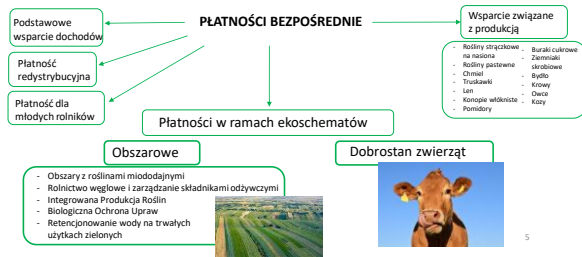 PŁATNOŚCI BEZPOŚREDNIE
Podstawowe
wsparcie dochodów
Płatność
redystrybucyjna
Płatność dla
młodych rolników
Wsparcie związane
z produkcją
- Rośliny strączkowe
na nasiona
- Rośliny pastewne
- Chmiel
- Truskawki
- Len
- Konopie włókniste
- Pomidory
- Buraki cukrowe
- Ziemniaki
skrobiowe
- Bydło
- Krowy
- Owce
- Kozy
Płatności w ramach ekoschematów
Obszarowe
- Obszary z roślinami miododajnymi
- Rolnictwo węglowe i zarządzanie składnikami odżywczymi
- Integrowana Produkcja Roślin
- Biologiczna Ochrona Upraw
- Retencjonowanie wody na trwałych
użytkach zielonych
Dobrostan zwierząt
5